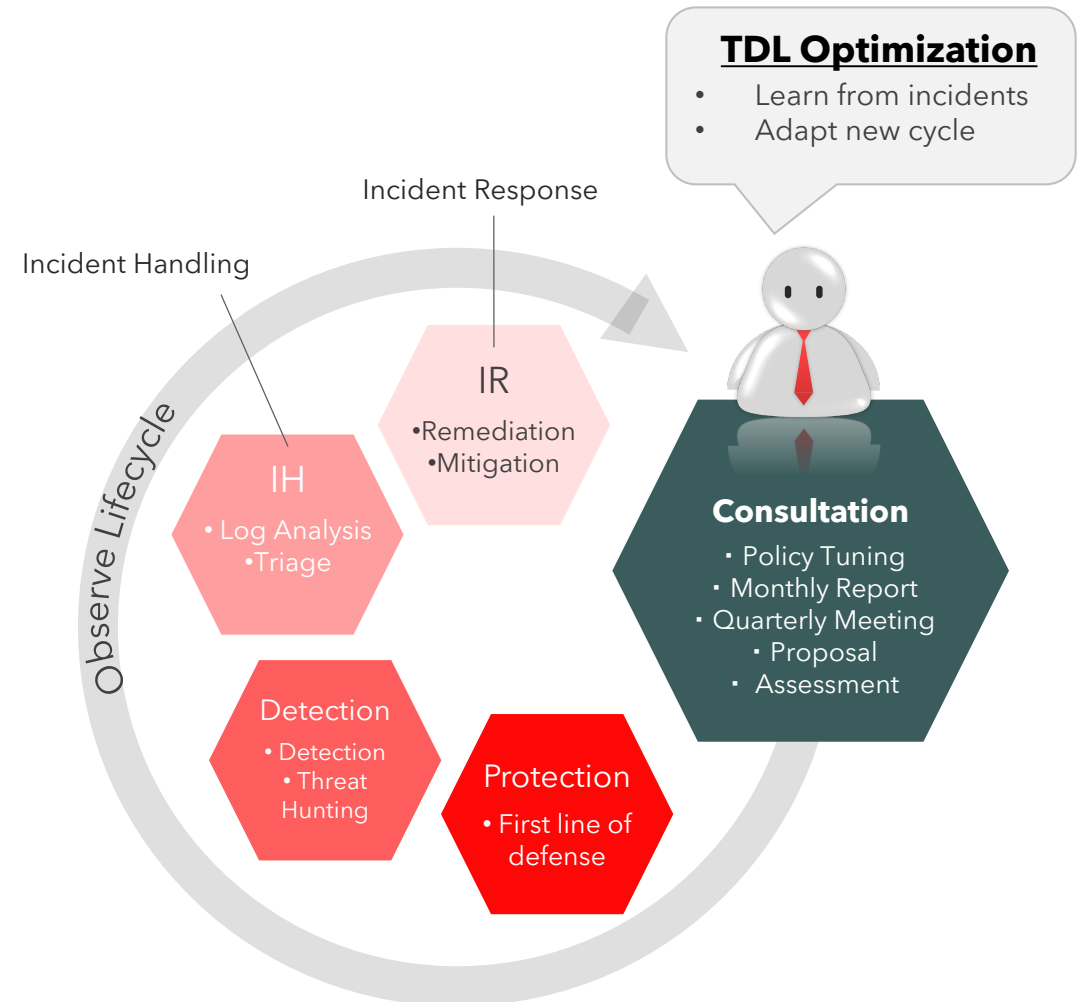 TDL Optimization
• Learn from incidents
• Adapt new cycle
Incident Response
Incident Handling
Observe Lifecycle
IR
•Remediation
•Mitigation
IH
• Log Analysis
•Triage
Detection
• Detection
• Threat
Hunting
Protection
• First line of
defense
Consultation
▪ Policy Tuning
▪ Monthly Report
▪ Quarterly Meeting
▪ Proposal
▪ Assessment